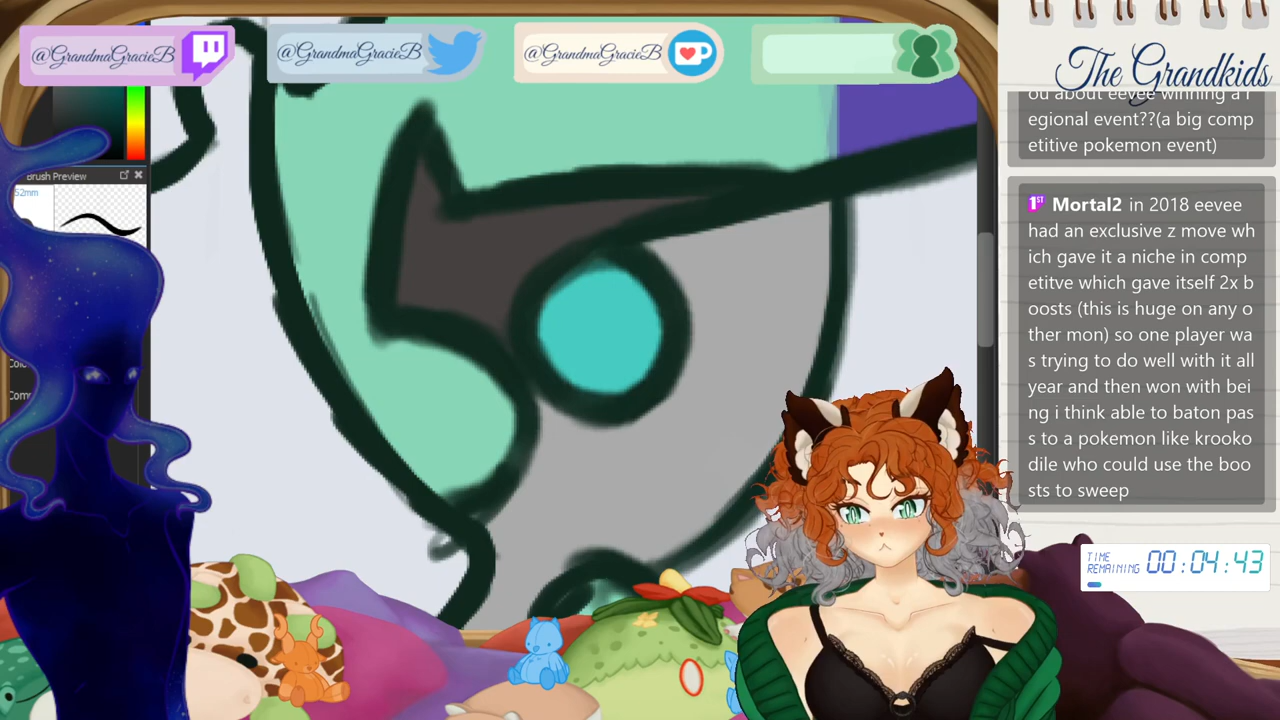 @GrandmaGracieB
@GrandmaGracieB
@GrandmaGracieB
The Grandkids
ou about eevee winning a r
egional event??(a big comp
etitive pokemon event)
Brush Preview
52mm
1ST Mortal2 in 2018 eevee
had an exclusive z move wh
ich gave it a niche in comp
etitve which gave itself 2x b
oosts (this is huge on any o
ther mon) so one player wa
s trying to do well with it all
year and then won with bei
ng i think able to baton pas
s to a pokemon like krooko
dile who could use the boo
sts to sweep
TIME
REMAINING 00:04:43